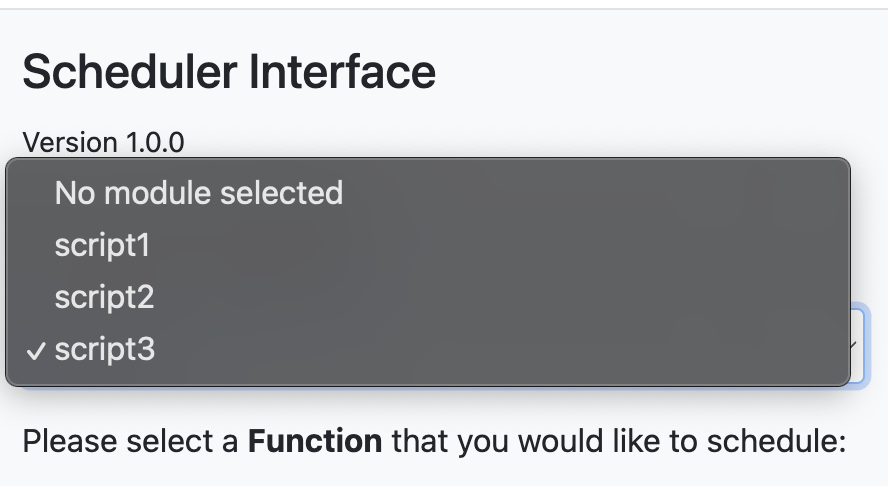 Scheduler Interface
Version 1.0.0
No module selected
script1
script2
✓ script3
Please select a Function that you would like to schedule: